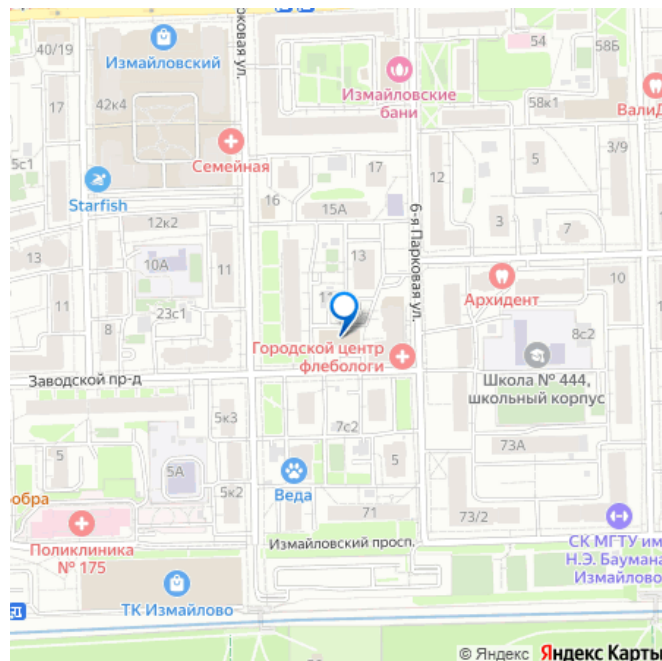 40/19
Измайловский
рковая ул.
54
58Б
17
42к4
Измайловские
бани
58к1
ВалиД
5с1
Семейная
17
12
5
3/9
Starfish
16
15А
6-я Парковая ул.
3
7
12к2
13
10А
11
13
10
11
23с1
Архидент
8
8с2
Городской центр
флебологи
Заводской пр-д
Школа № 444,
школьный корпус
5к3
7с2
73А
5
5А
5
обра
5к2
Веда
71
73/2
Поликлиника
№ 175
Измайловский просп.
СК МГТУ им
Н.Э. Баумана
Измайлово
ТК Измайлово
© Яндекс Яндекс Карты